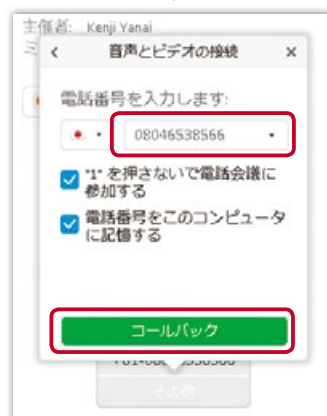 主催者: Kenji Yanai
音声とビデオの接続
電話番号を入力します:
08046538566
"1" を押さないで電話会議に
参加する
電話番号をこのコンピュータ
に記憶する
コールバック
その他